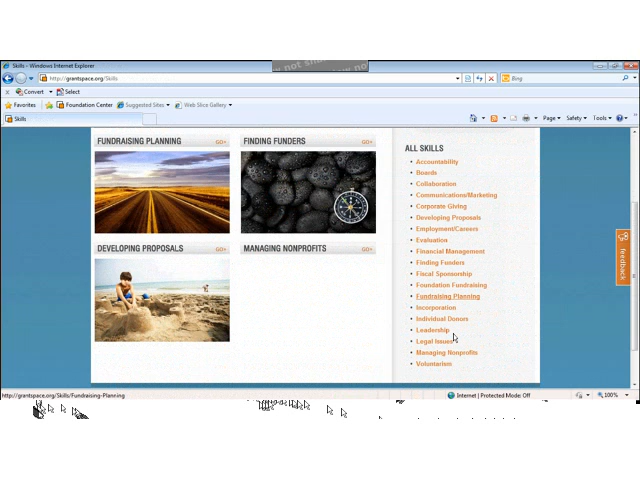 Skills - Windows Internet Explorer
http://grantspace.org/Skills
Bing
x Convert Select
Favorites Foundation Center Suggested Sites Web Slice Gallery
Skills
Page Safety Tools
FUNDRAISING PLANNING GO+
FINDING FUNDERS GO+
DEVELOPING PROPOSALS GO+
MANAGING NONPROFITS GO+
ALL SKILLS
• Accountability
• Boards
• Collaboration
• Communications/Marketing
• Corporate Giving
• Developing Proposals
• Employment/Careers
• Evaluation
• Financial Management
• Finding Funders
• Fiscal Sponsorship
• Foundation Fundraising
• Fundraising Planning
• Incorporation
• Individual Donors
• Leadership
• Legal Issues
• Managing Nonprofits
• Voluntarism
feedback
http://grantspace.org/Skills/Fundraising-Planning
Internet | Protected Mode: Off
100%